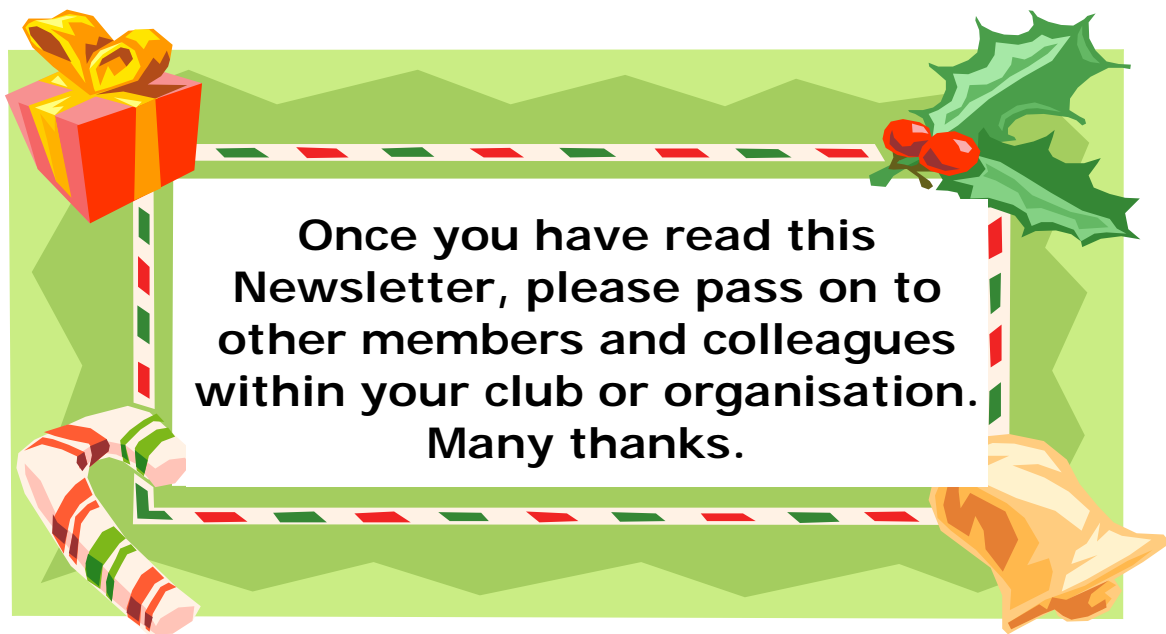 Once you have read this
Newsletter, please pass on to
other members and colleagues
within your club or organisation.
Many thanks.